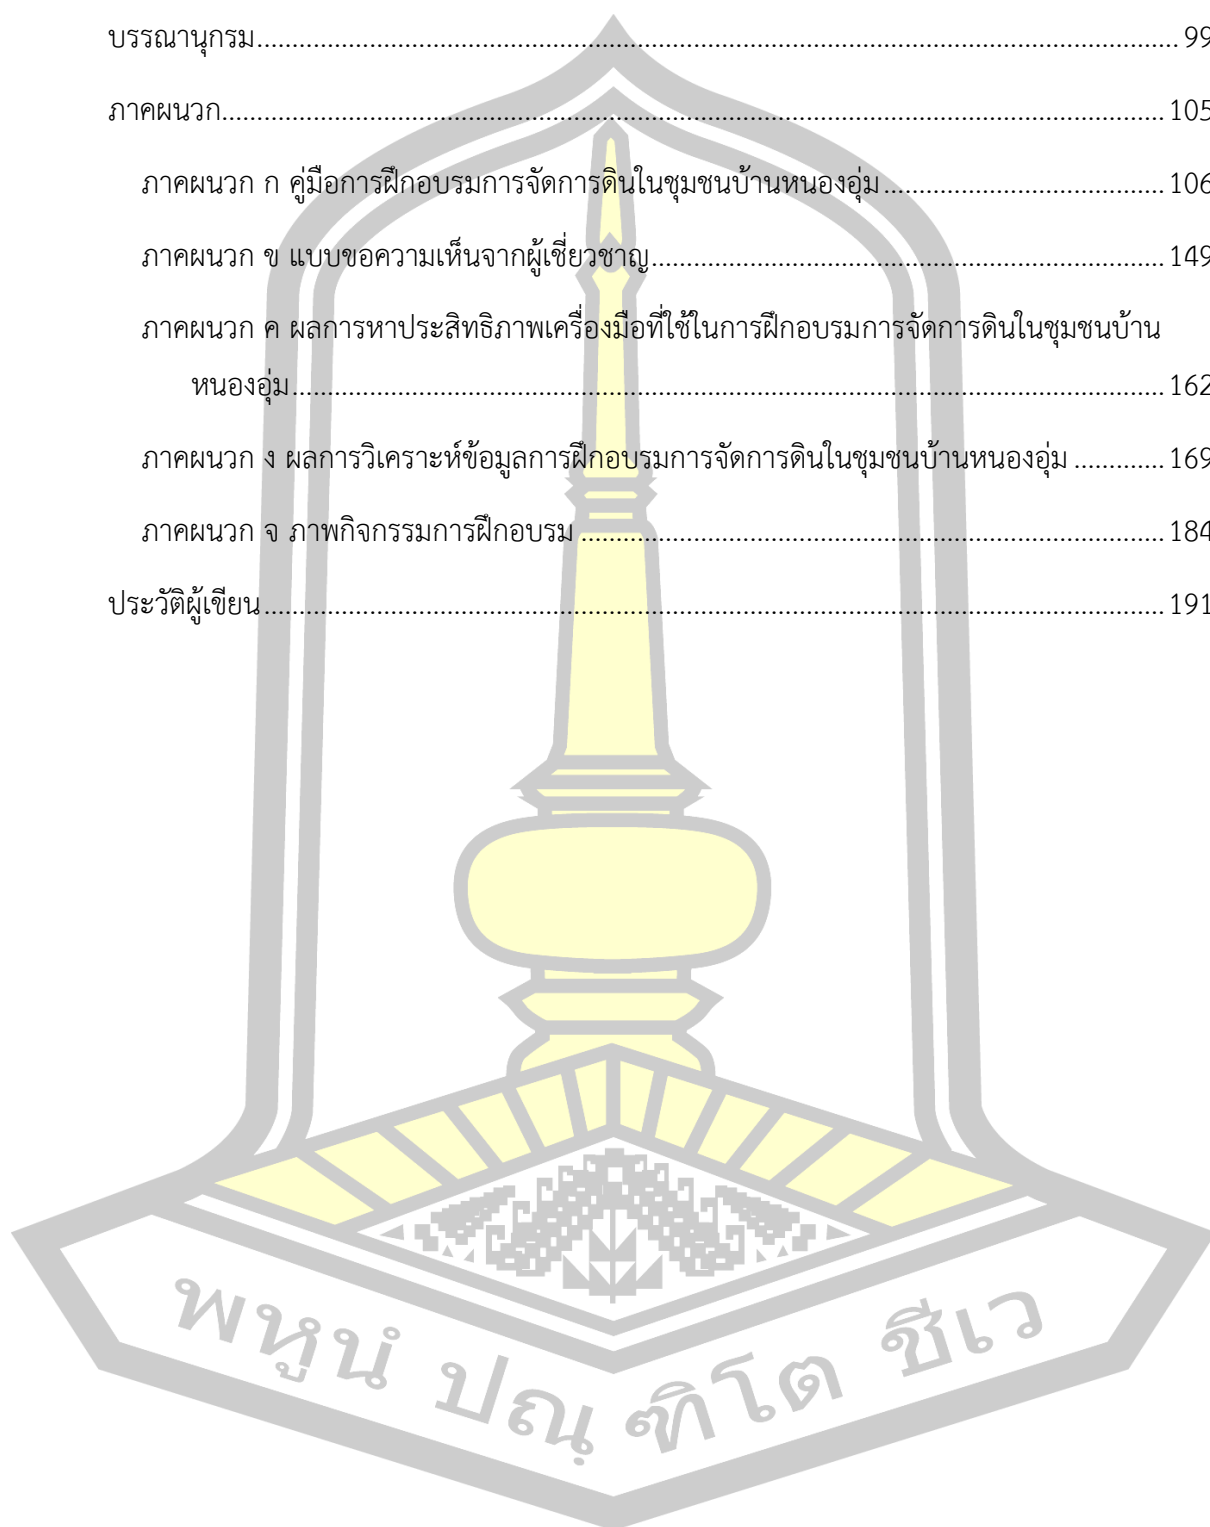 บรรณานุกรม.......................................................................................................................... 99
ภาคผนวก............................................................................................................................. 105
ภาคผนวก ก คู่มือการฝึกอบรมการจัดการดินในชุมชนบ้านหนองอุ่ม..................................... 106
ภาคผนวก ข แบบขอความเห็นจากผู้เชี่ยวชาญ.................................................................... 149
ภาคผนวก ค ผลการหาประสิทธิภาพเครื่องมือที่ใช้ในการฝึกอบรมการจัดการดินในชุมชนบ้าน
หนองอุ่ม.................................................................................................................... 162
ภาคผนวก ง ผลการวิเคราะห์ข้อมูลการฝึกอบรมการจัดการดินในชุมชนบ้านหนองอุ่ม ............ 169
ภาคผนวก จ ภาพกิจกรรมการฝึกอบรม ............................................................................. 184
ประวัติผู้เขียน....................................................................................................................... 191
พหูนํ ปณฺฑิโต ชีเว